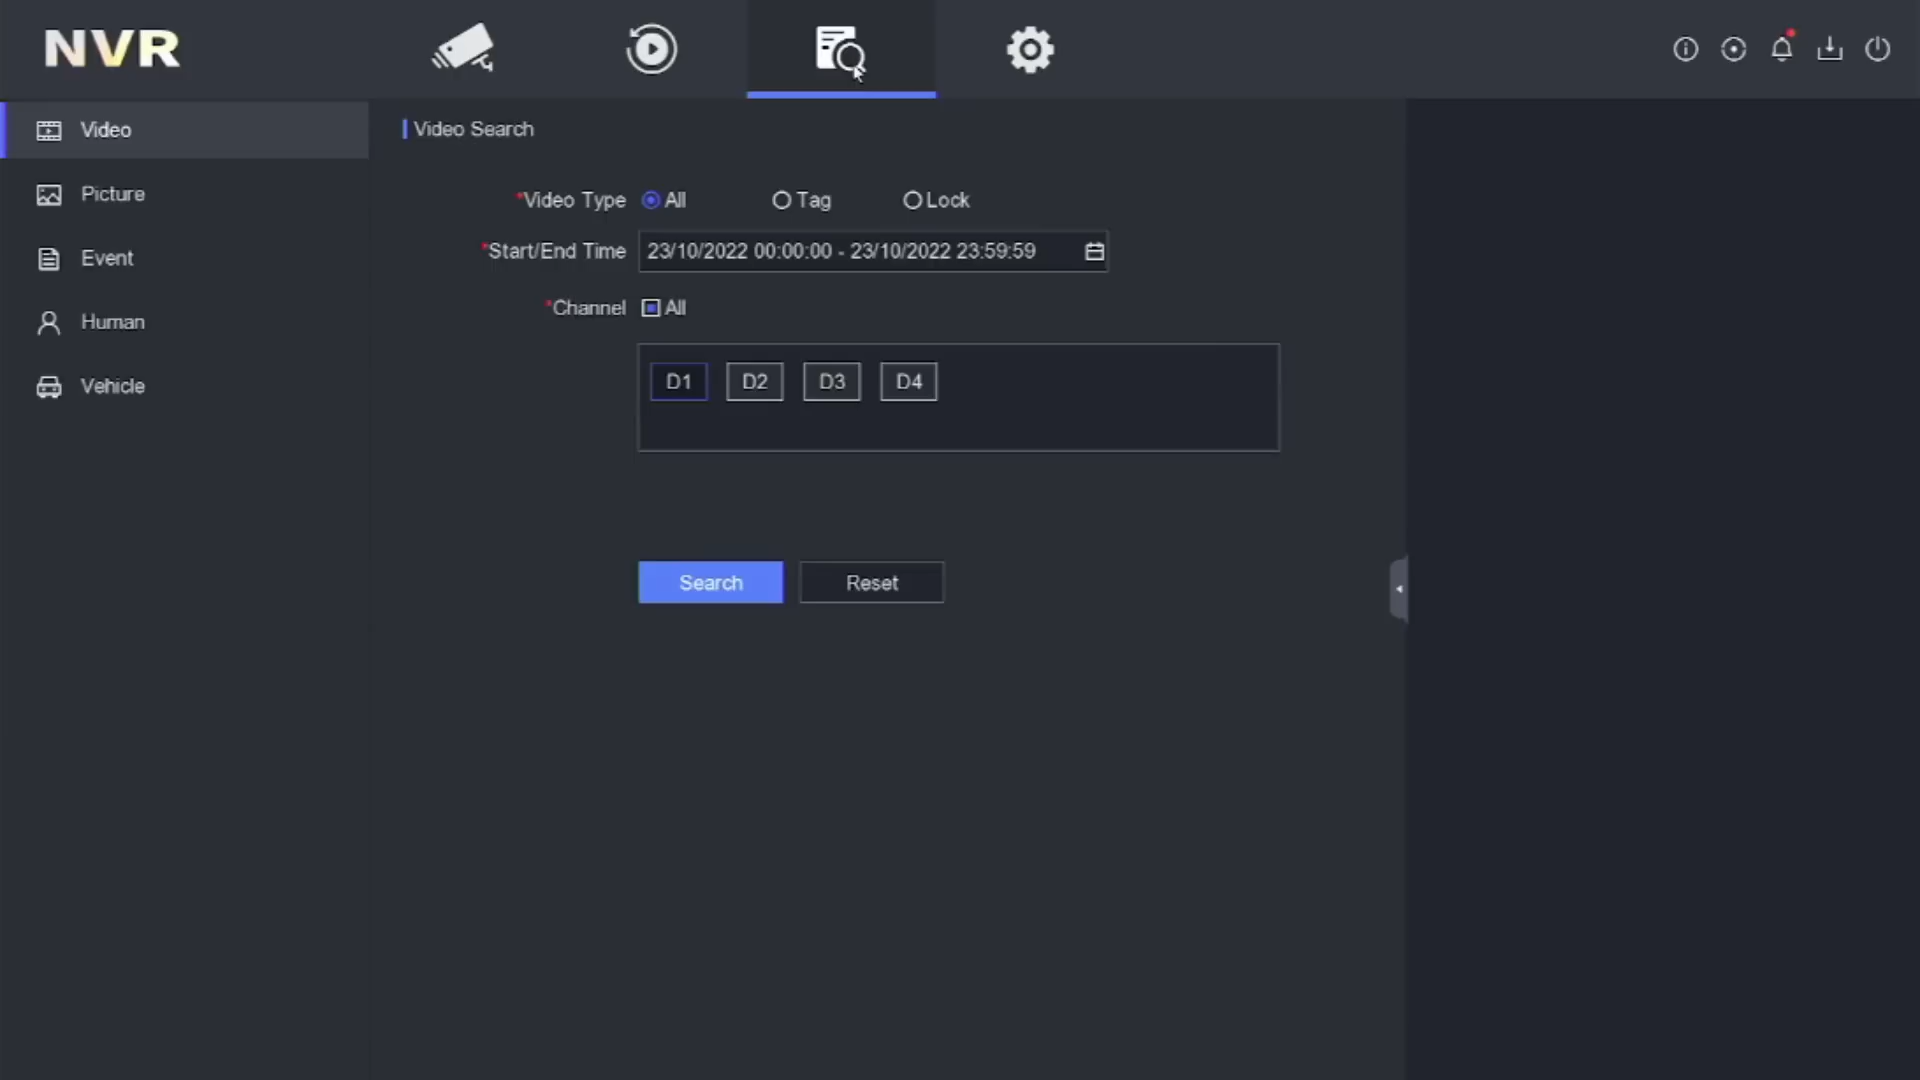 NVR
Video
Picture
Event
Human
Vehicle
Video Search
*Video Type All Tag Lock
*Start/End Time 23/10/2022 00:00:00 - 23/10/2022 23:59:59
*Channel All
D1 D2 D3 D4
Search Reset